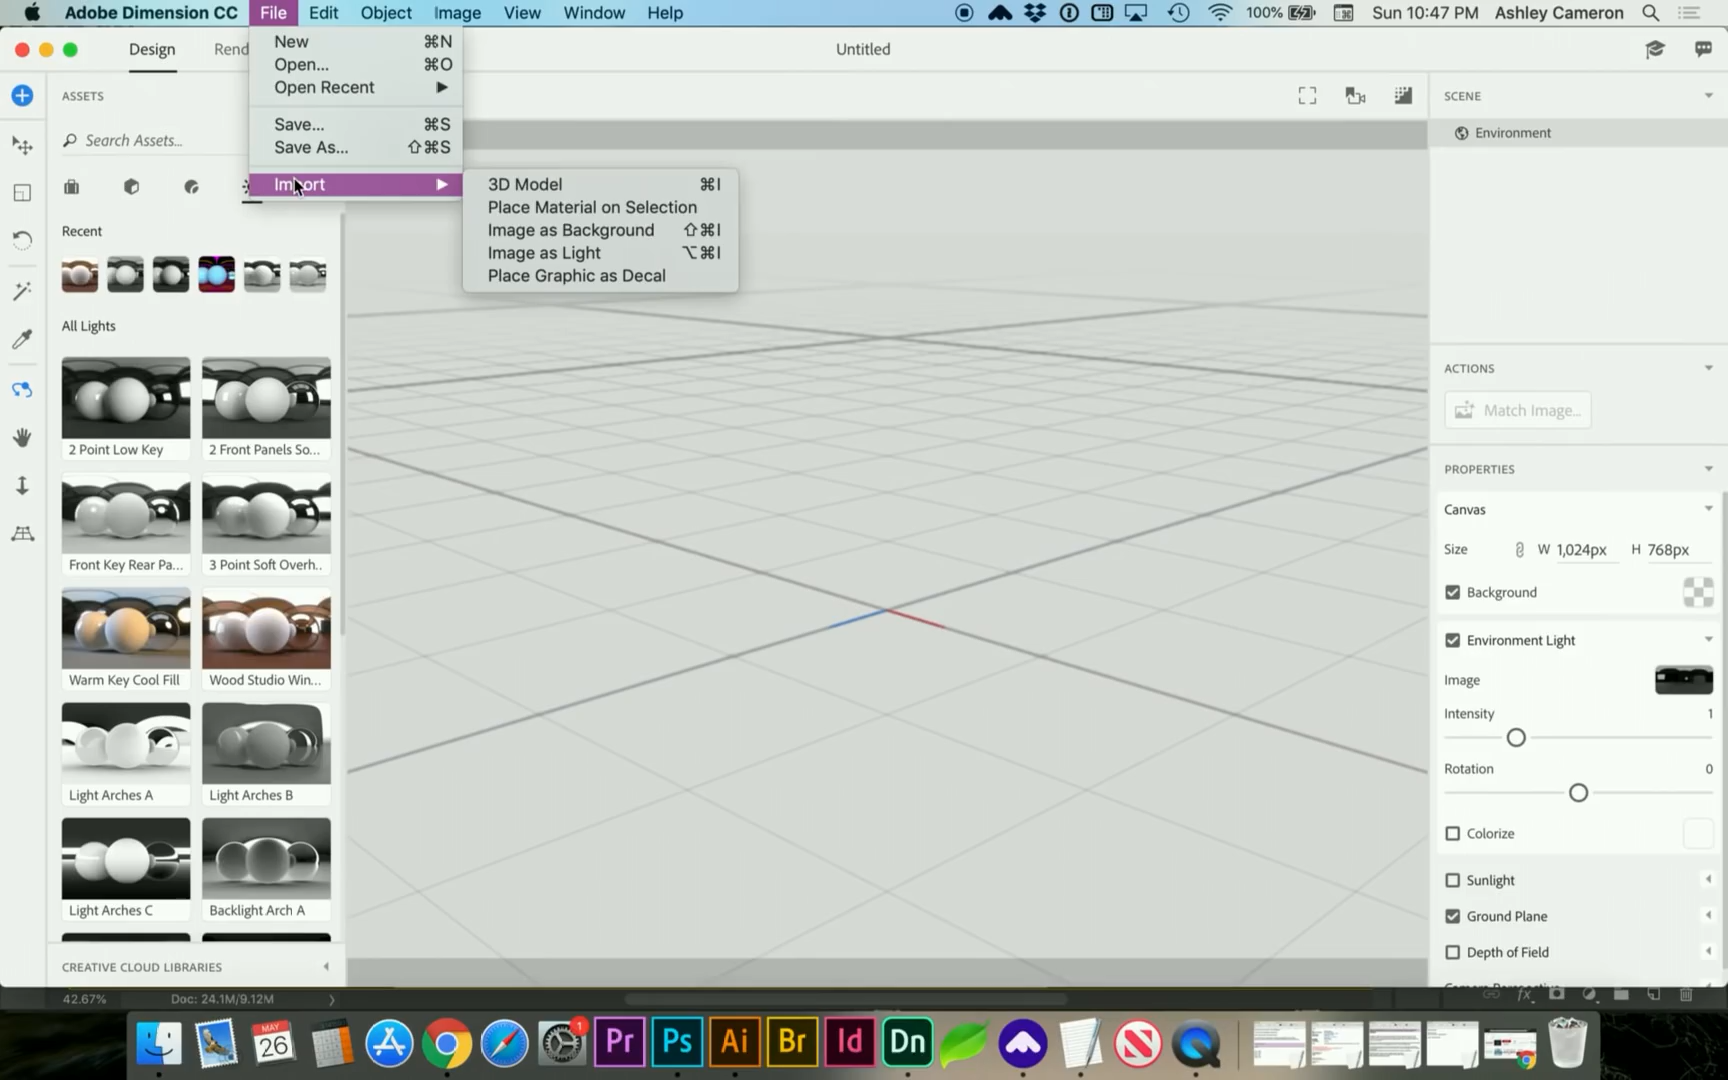 Adobe Dimension CC File Edit Object Image View Window Help 100% Sun 10:47 PM Ashley Cameron
Design Rend Untitled
New ⌘N
Open... ⌘O
Open Recent ▶
Save... ⌘S
Save As... ⇧⌘S
Import ▶
3D Model ⌘I
Place Material on Selection
Image as Background ⇧⌘I
Image as Light ⌥⌘I
Place Graphic as Decal
ASSETS
Search Assets...
Recent
All Lights
2 Point Low Key
2 Front Panels So...
Front Key Rear Pa...
3 Point Soft Overh..
Warm Key Cool Fill
Wood Studio Win...
Light Arches A
Light Arches B
Light Arches C
Backlight Arch A
CREATIVE CLOUD LIBRARIES
SCENE
Environment
ACTIONS
Match Image...
PROPERTIES
Canvas
Size W 1,024px H 768px
Background
Environment Light
Image
Intensity 1
Rotation 0
Colorize
Sunlight
Ground Plane
Depth of Field
42.67% Doc: 24.1M/9.12M
fx
MAY
26
1
Pr Ps Ai Br Id Dn